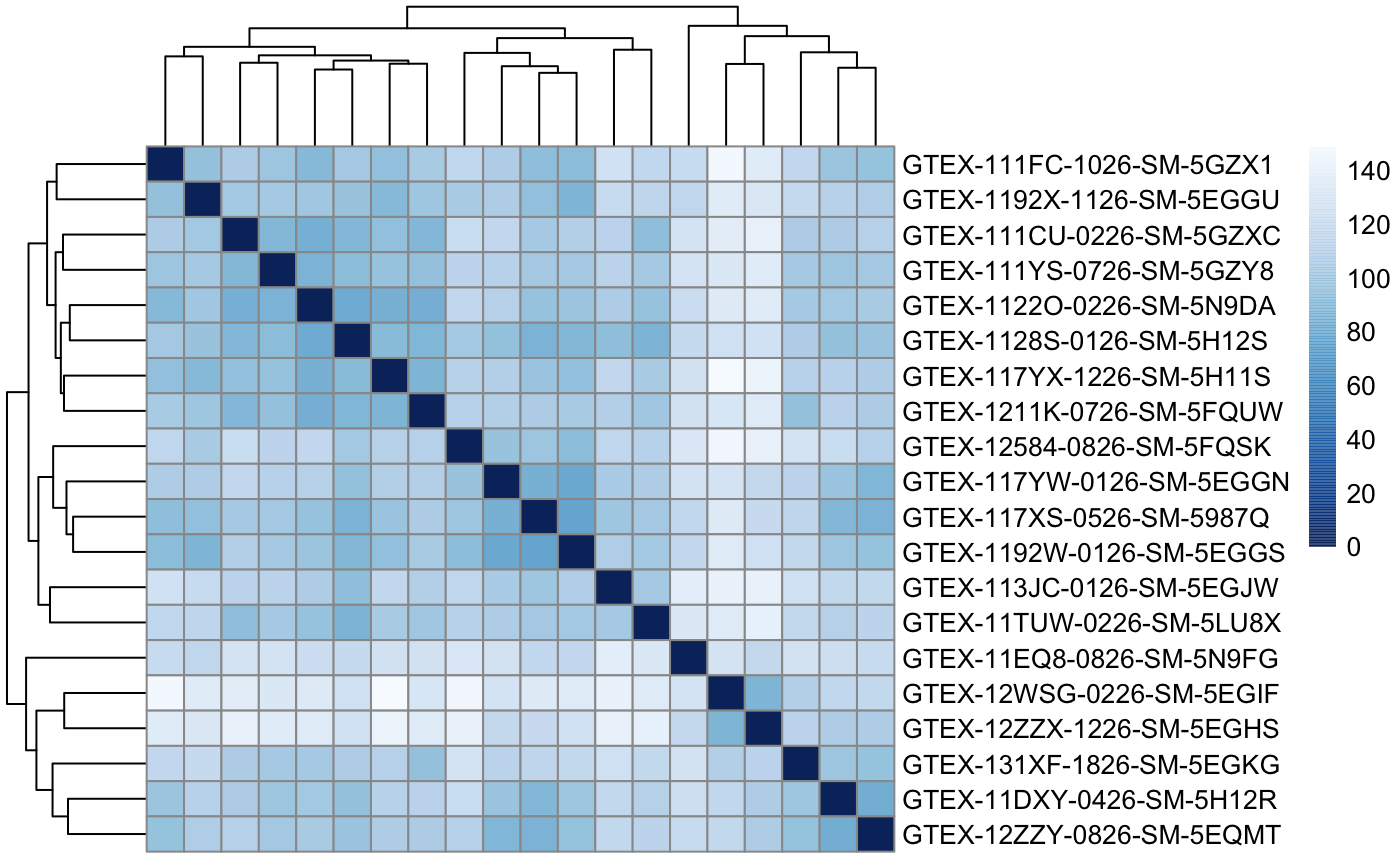 GTEX-111FC-1026-SM-5GZX1
GTEX-1192X-1126-SM-5EGGU
GTEX-111CU-0226-SM-5GZXC
GTEX-111YS-0726-SM-5GZY8
GTEX-1122O-0226-SM-5N9DA
GTEX-1128S-0126-SM-5H12S
GTEX-117YX-1226-SM-5H11S
GTEX-1211K-0726-SM-5FQUW
GTEX-12584-0826-SM-5FQSK
GTEX-117YW-0126-SM-5EGGN
GTEX-117XS-0526-SM-5987Q
GTEX-1192W-0126-SM-5EGGS
GTEX-113JC-0126-SM-5EGJW
GTEX-11TUW-0226-SM-5LU8X
GTEX-11EQ8-0826-SM-5N9FG
GTEX-12WSG-0226-SM-5EGIF
GTEX-12ZZX-1226-SM-5EGHS
GTEX-131XF-1826-SM-5EGKG
GTEX-11DXY-0426-SM-5H12R
GTEX-12ZZY-0826-SM-5EQMT
140
120
100
80
60
40
20
0